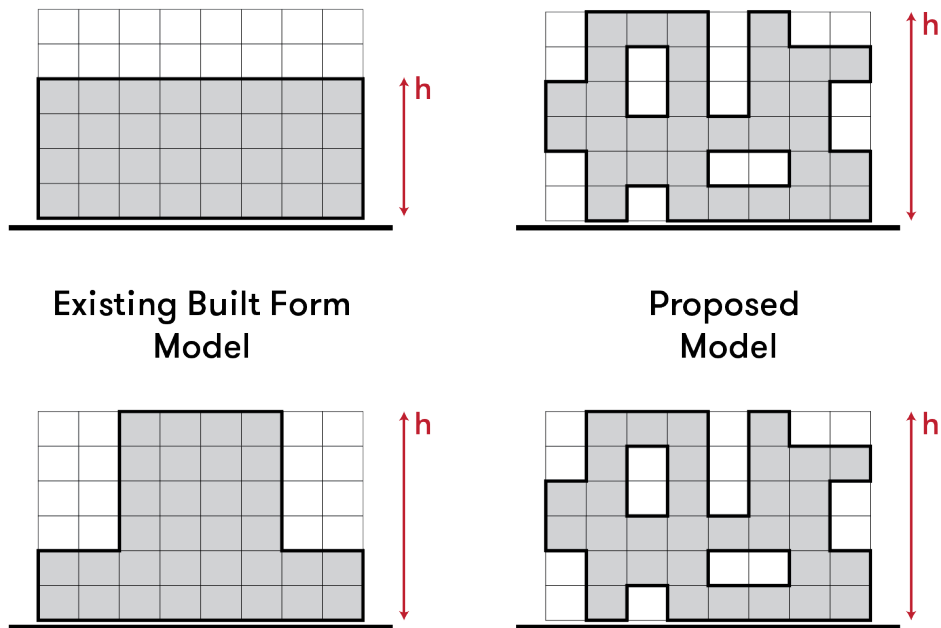 h
h
Existing Built Form
Model
Proposed
Model
h
h